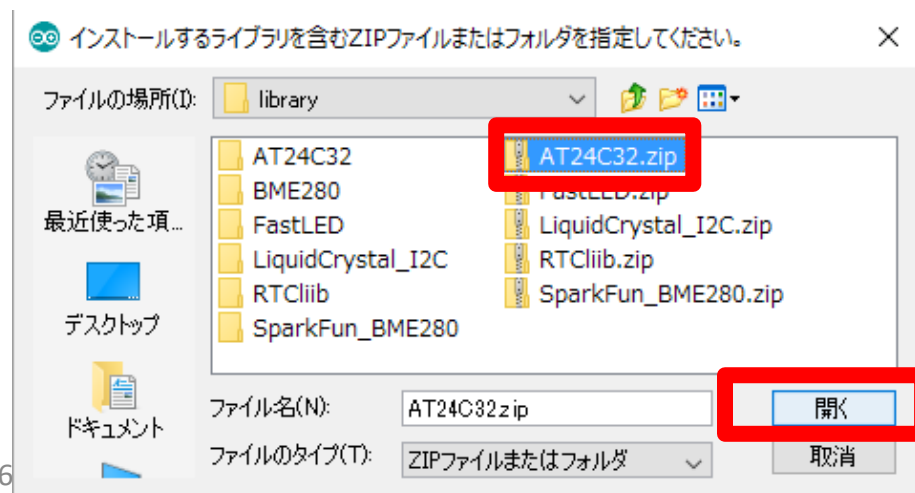 インストールするライブラリを含むZIPファイルまたはフォルダを指定してください。
ファイルの場所(I):
library
AT24C32
BME280
FastLED
LiquidCrystal_I2C
RTCliib
SparkFun_BME280
AT24C32.zip
FastLED.zip
LiquidCrystal_I2C.zip
RTCliib.zip
SparkFun_BME280.zip
最近使った項...
デスクトップ
ドキュメント
ファイル名(N):
AT24C32.zip
開く
ファイルのタイプ(T):
ZIPファイルまたはフォルダ
取消
6